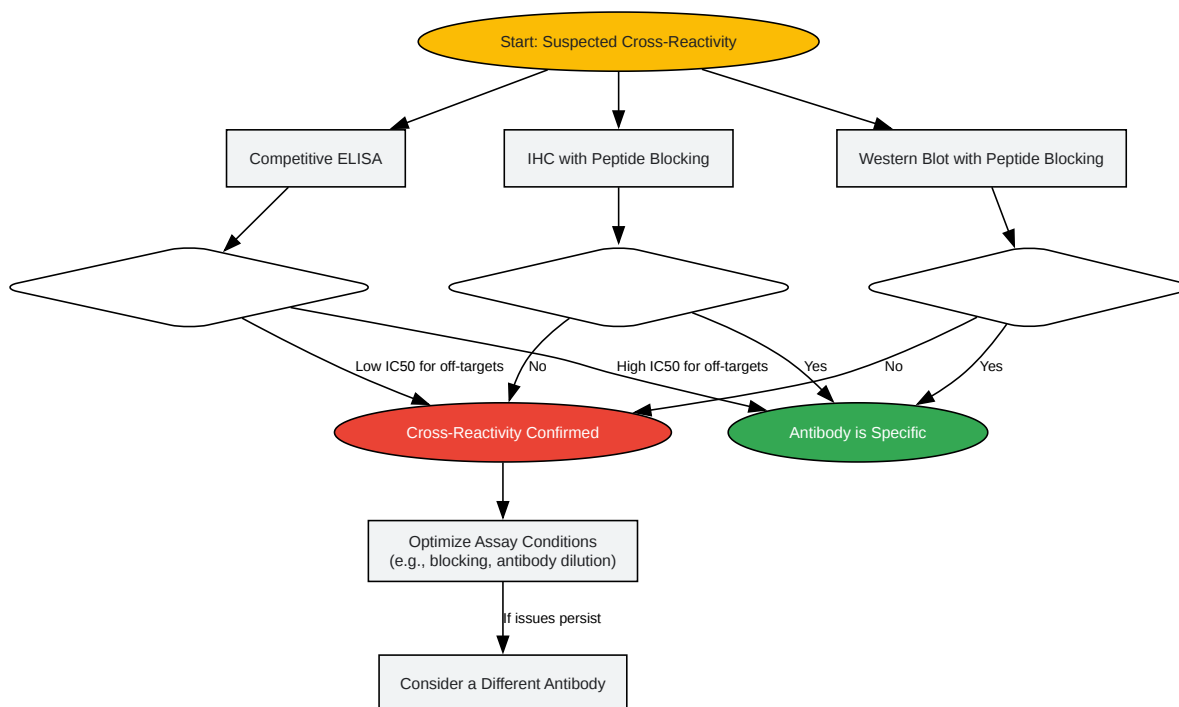 Start: Suspected Cross-Reactivity
Competitive ELISA
IHC with Peptide Blocking
Western Blot with Peptide Blocking
Low IC50 for off-targets
No
High IC50 for off-targets
Yes
No
Yes
Cross-Reactivity Confirmed
Antibody is Specific
Optimize Assay Conditions
(e.g., blocking, antibody dilution)
If issues persist
Consider a Different Antibody